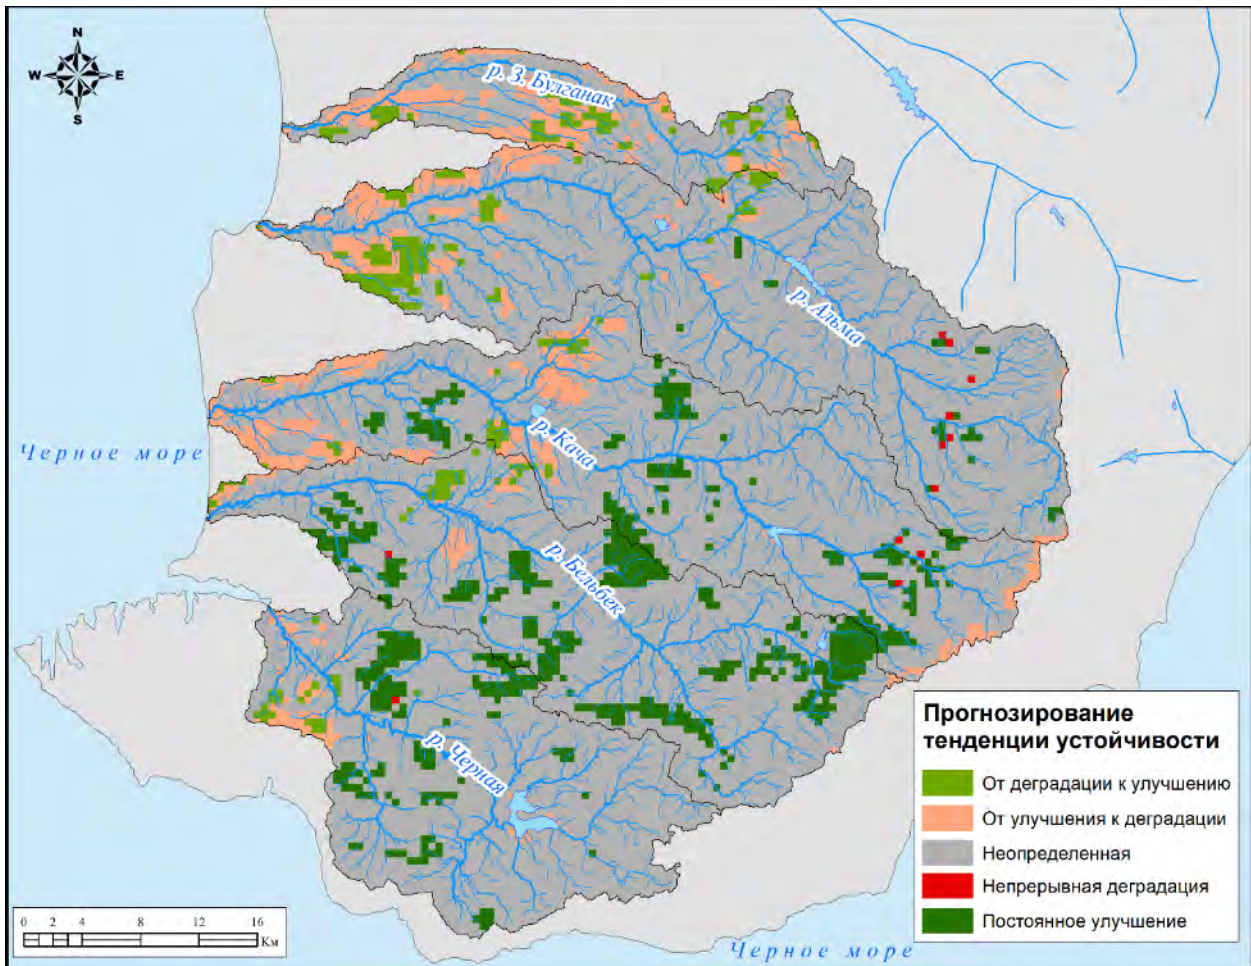 N
W E
S
р. З. Булганак
р. Альма
р. Кача
Черное море
р. Бельбек
р. Черная
Прогнозирование
тенденции устойчивости
От деградации к улучшению
От улучшения к деградации
Неопределенная
Непрерывная деградация
Постоянное улучшение
0 2 4 8 12 16
Км
Черное море